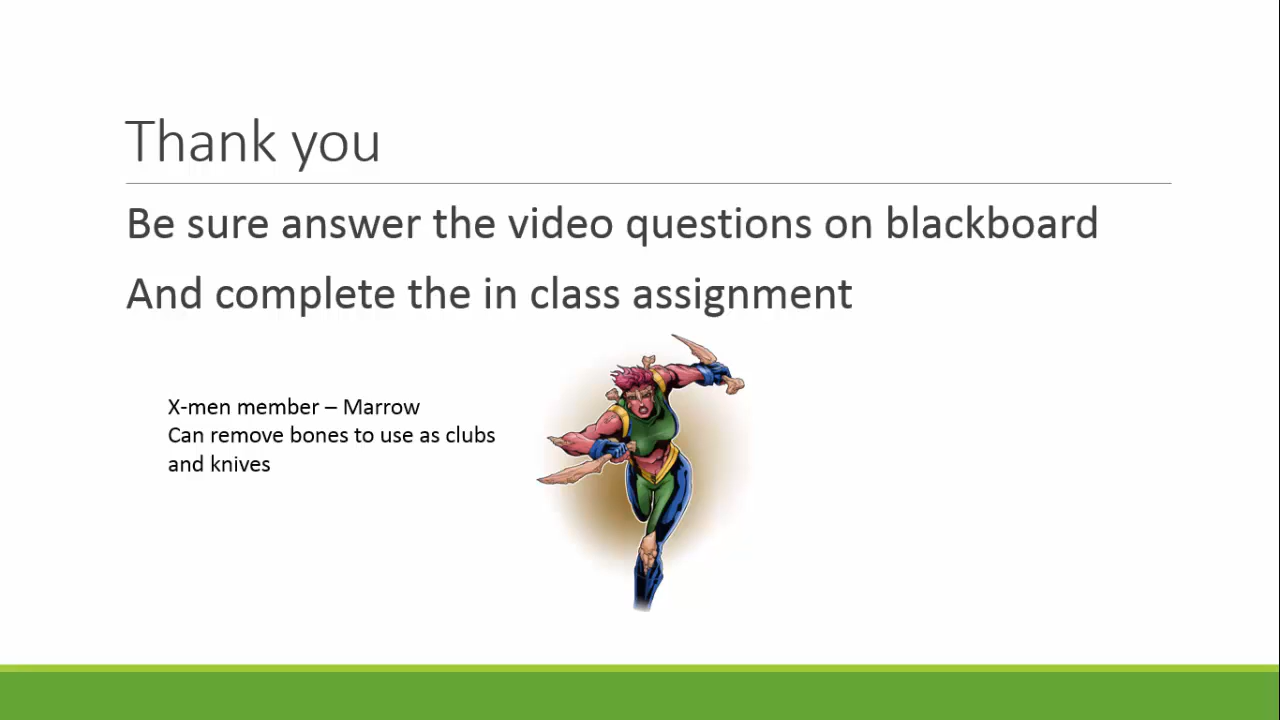 Thank you
Be sure answer the video questions on blackboard
And complete the in class assignment
X-men member – Marrow
Can remove bones to use as clubs
and knives